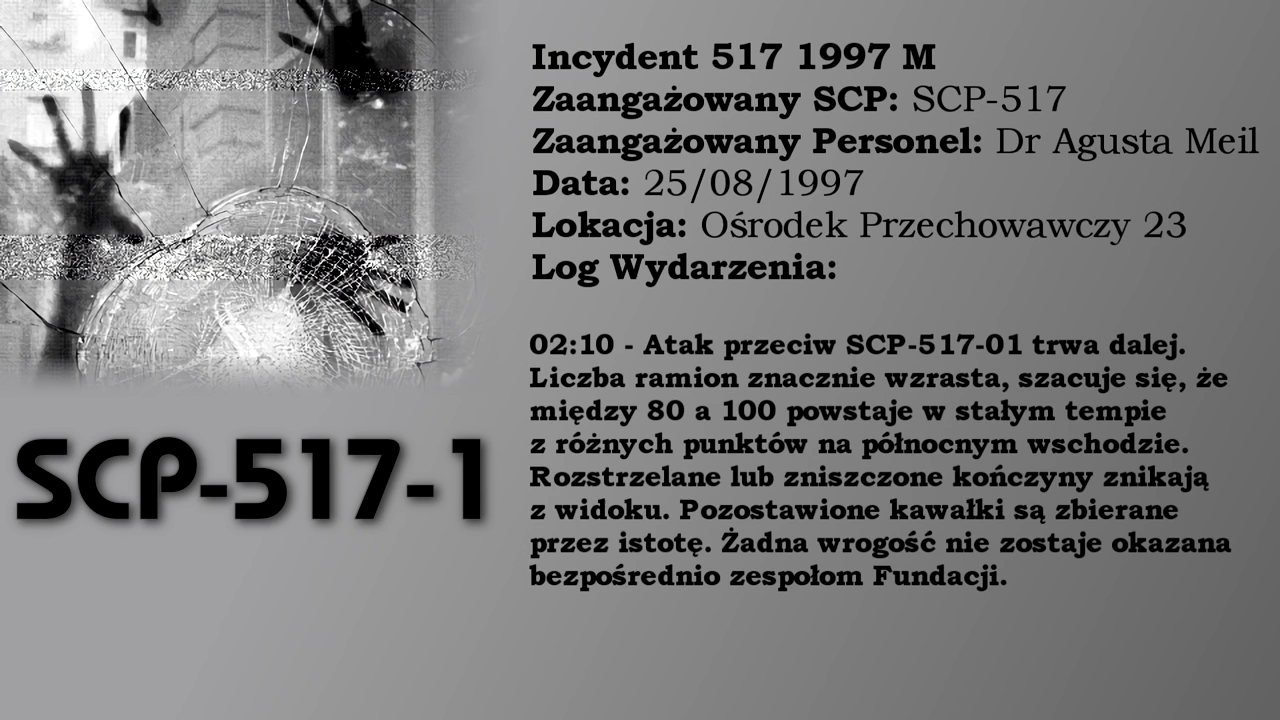 Incydent 517 1997 M
Zaangażowany SCP: SCP-517
Zaangażowany Personel: Dr Agusta Meil
Data: 25/08/1997
Lokacja: Ośrodek Przechowawczy 23
Log Wydarzenia:
02:10 - Atak przeciw SCP-517-01 trwa dalej.
Liczba ramion znacznie wzrasta, szacuje się, że
między 80 a 100 powstaje w stałym tempie
z różnych punktów na północnym wschodzie.
Rozstrzelane lub zniszczone kończyny znikają
z widoku. Pozostawione kawałki są zbierane
przez istotę. Żadna wrogość nie zostaje okazana
bezpośrednio zespołom Fundacji.
SCP-517-1